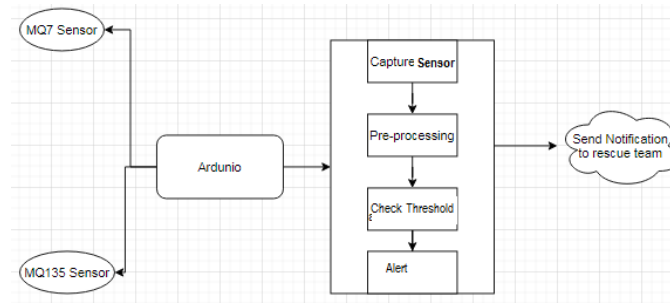 MQ7 Sensor
Capture Sensor
Pre-processing
Send Notification
to rescue team
Ardunio
Check Threshold
MQ135 Sensor
Alert